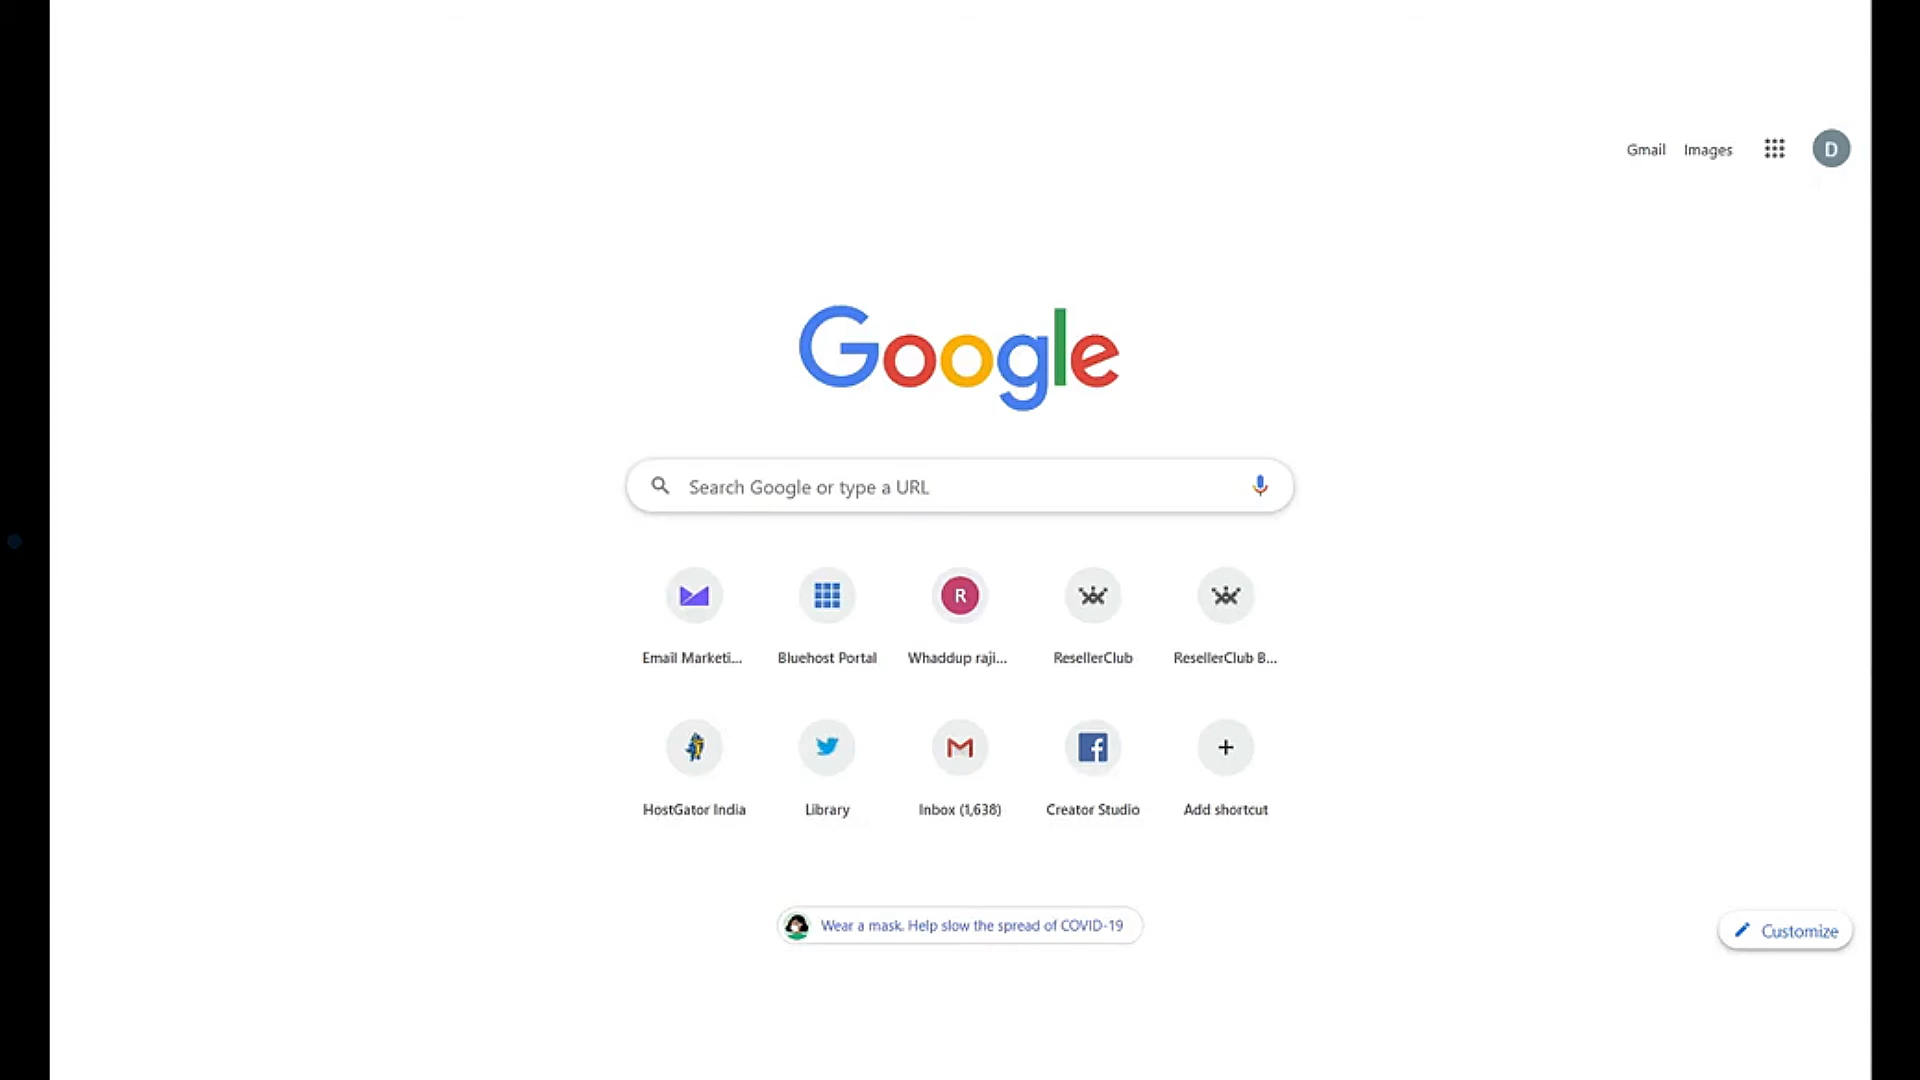 Gmail Images D
Google
Search Google or type a URL
R
Email Marketi... Bluehost Portal Whaddup raji... ResellerClub ResellerClub B...
HostGator India Library Inbox (1,638) Creator Studio Add shortcut
Wear a mask. Help slow the spread of COVID-19
Customize